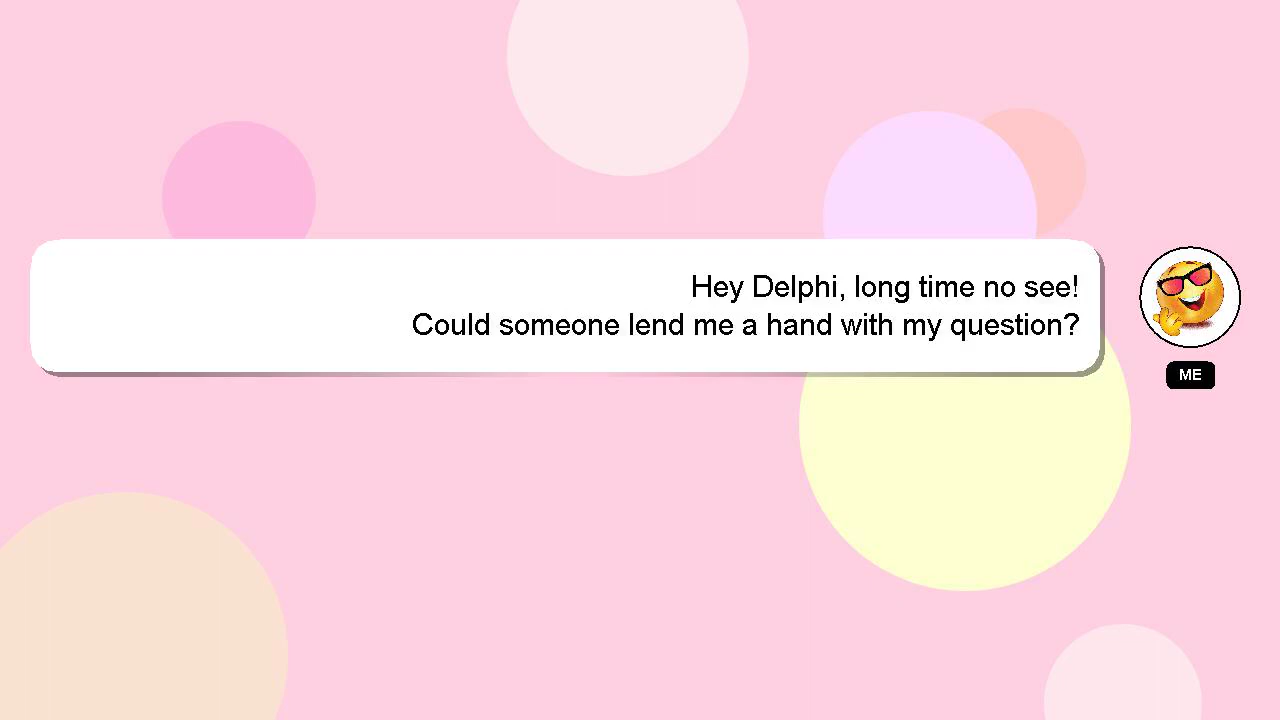 Hey Delphi, long time no see!
Could someone lend me a hand with my question?
ME